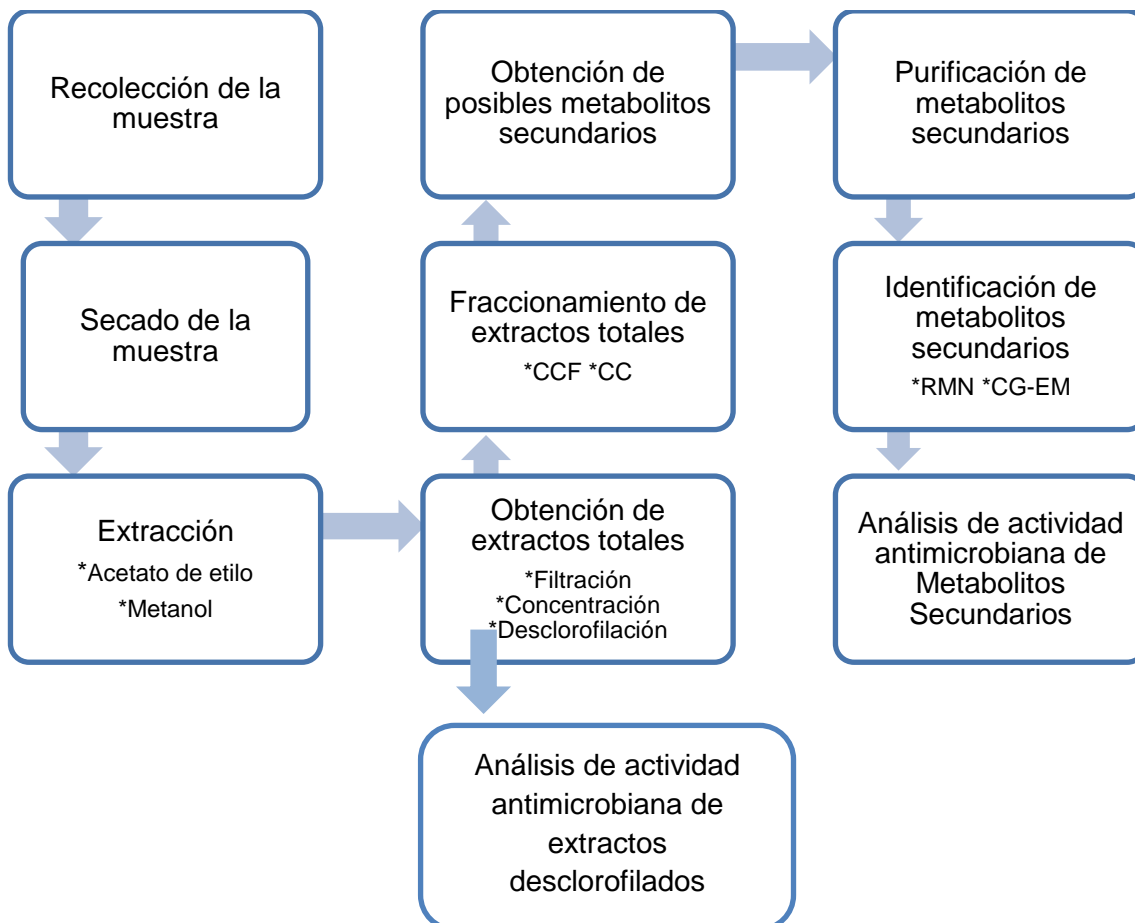 Recolección de la
muestra
Secado de la
muestra
Extracción
*Acetato de etilo
*Metanol
Obtención de
extractos totales
*Filtración
*Concentración
*Desclorofilación
Análisis de actividad
antimicrobiana de
extractos
desclorofilados
Fraccionamiento de
extractos totales
*CCF *CC
Obtención de
posibles metabolitos
secundarios
Purificación de
metabolitos
secundarios
Identificación de
metabolitos
secundarios
*RMN *CG-EM
Análisis de actividad
antimicrobiana de
Metabolitos
Secundarios